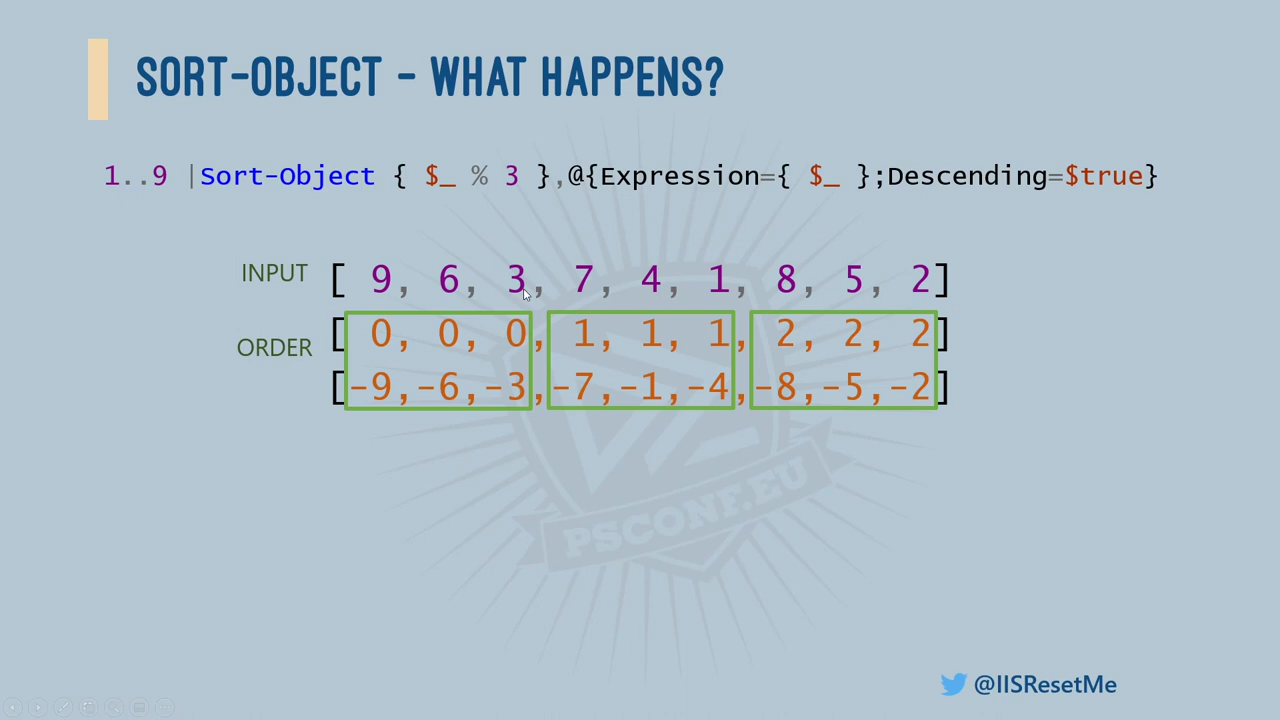 SORT-OBJECT - WHAT HAPPENS?
1..9 |Sort-Object { $_ % 3 },@{Expression={ $_ };Descending=$true}
INPUT [ 9, 6, 3, 7, 4, 1, 8, 5, 2]
ORDER [ 0, 0, 0, 1, 1, 1, 2, 2, 2]
[-9,-6,-3,-7,-1,-4,-8,-5,-2]
PSCONF.EU
@IISResetMe